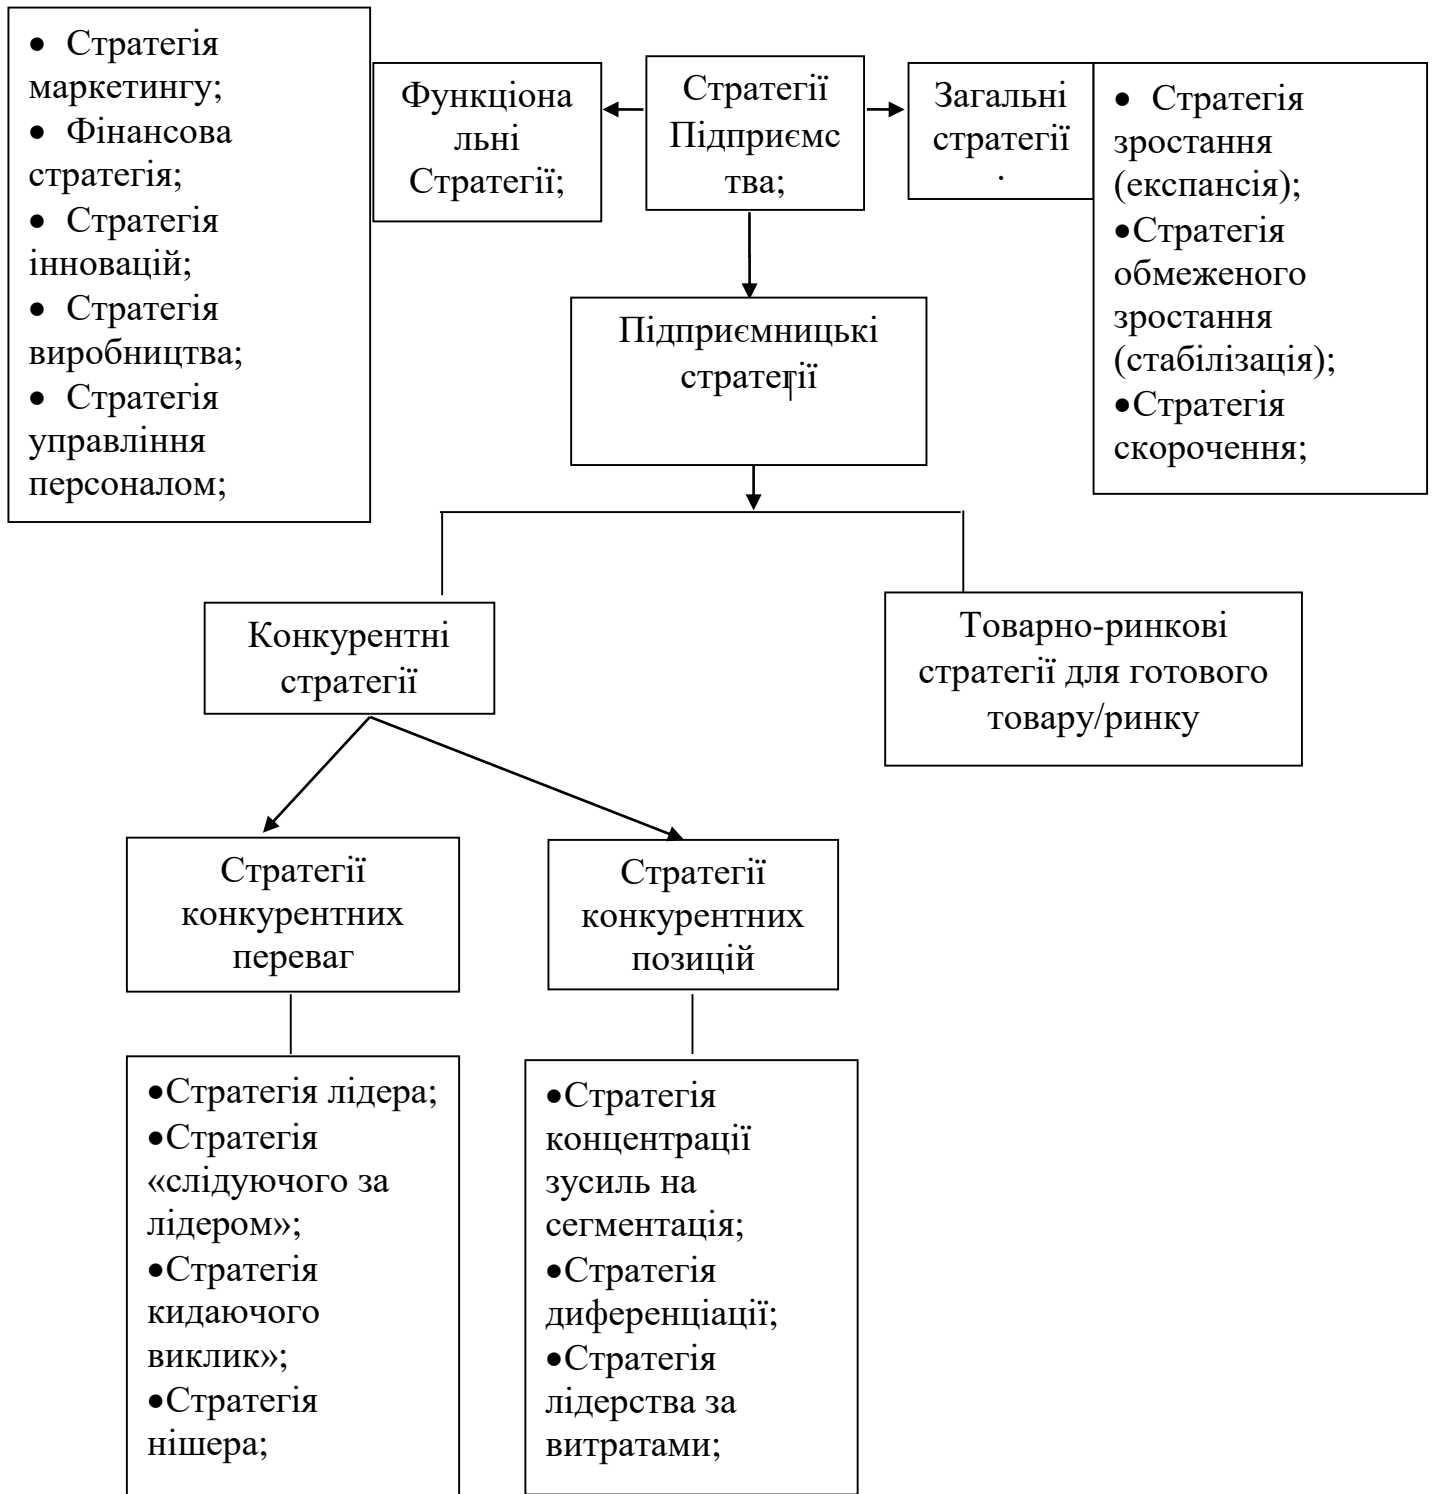 • Стратегія
маркетингу;
• Фінансова
стратегія;
• Стратегія
інновацій;
• Стратегія
виробництва;
• Стратегія
управління
персоналом;
Функціона
льні
Стратегії;
Стратегії
Підприємс
тва;
Загальні
стратегії
.
• Стратегія
зростання
(експансія);
•Стратегія
обмеженого
зростання
(стабілізація);
•Стратегія
скорочення;
Підприємницькі
стратегії
Конкурентні
стратегії
Товарно-ринкові
стратегії для готового
товару/ринку
Стратегії
конкурентних
переваг
Стратегії
конкурентних
позицій
•Стратегія лідера;
•Стратегія
«слідуючого за
лідером»;
•Стратегія
кидаючого
виклик»;
•Стратегія
нішера;
•Стратегія
концентрації
зусиль на
сегментація;
•Стратегія
диференціації;
•Стратегія
лідерства за
витратами;